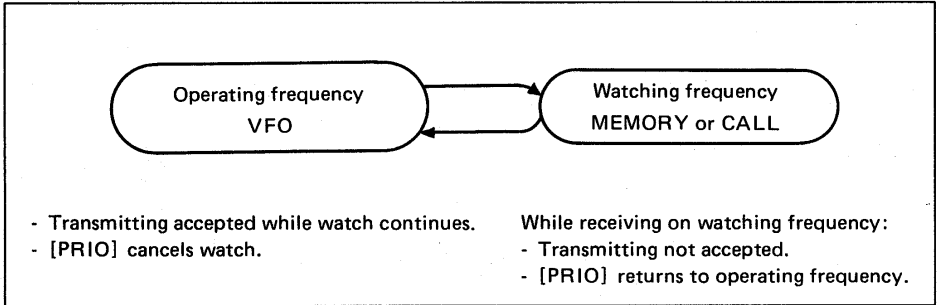 Operating frequency
VFO
Watching frequency
MEMORY or CALL
- Transmitting accepted while watch continues.
- [PRIO] cancels watch.
While receiving on watching frequency:
- Transmitting not accepted.
- [PRIO] returns to operating frequency.